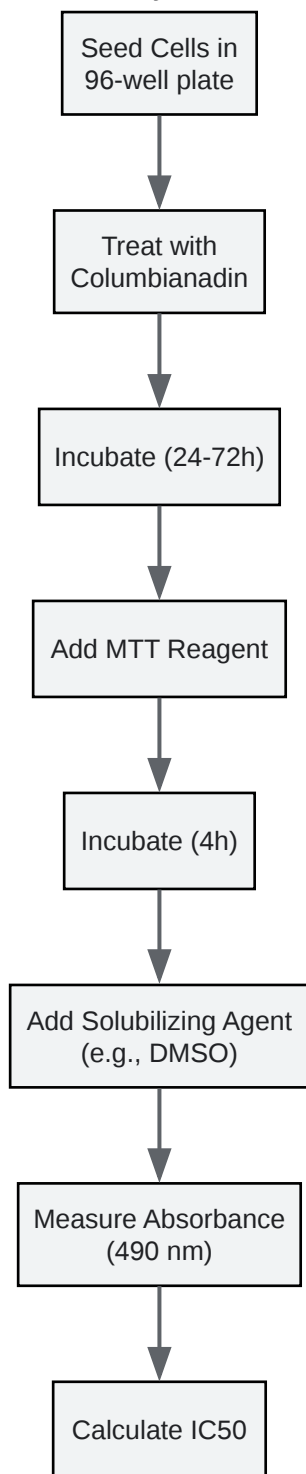 Seed Cells in
96-well plate
Treat with
Columbianadin
Incubate (24-72h)
Add MTT Reagent
Incubate (4h)
Add Solubilizing Agent
(e.g., DMSO)
Measure Absorbance
(490 nm)
Calculate IC50